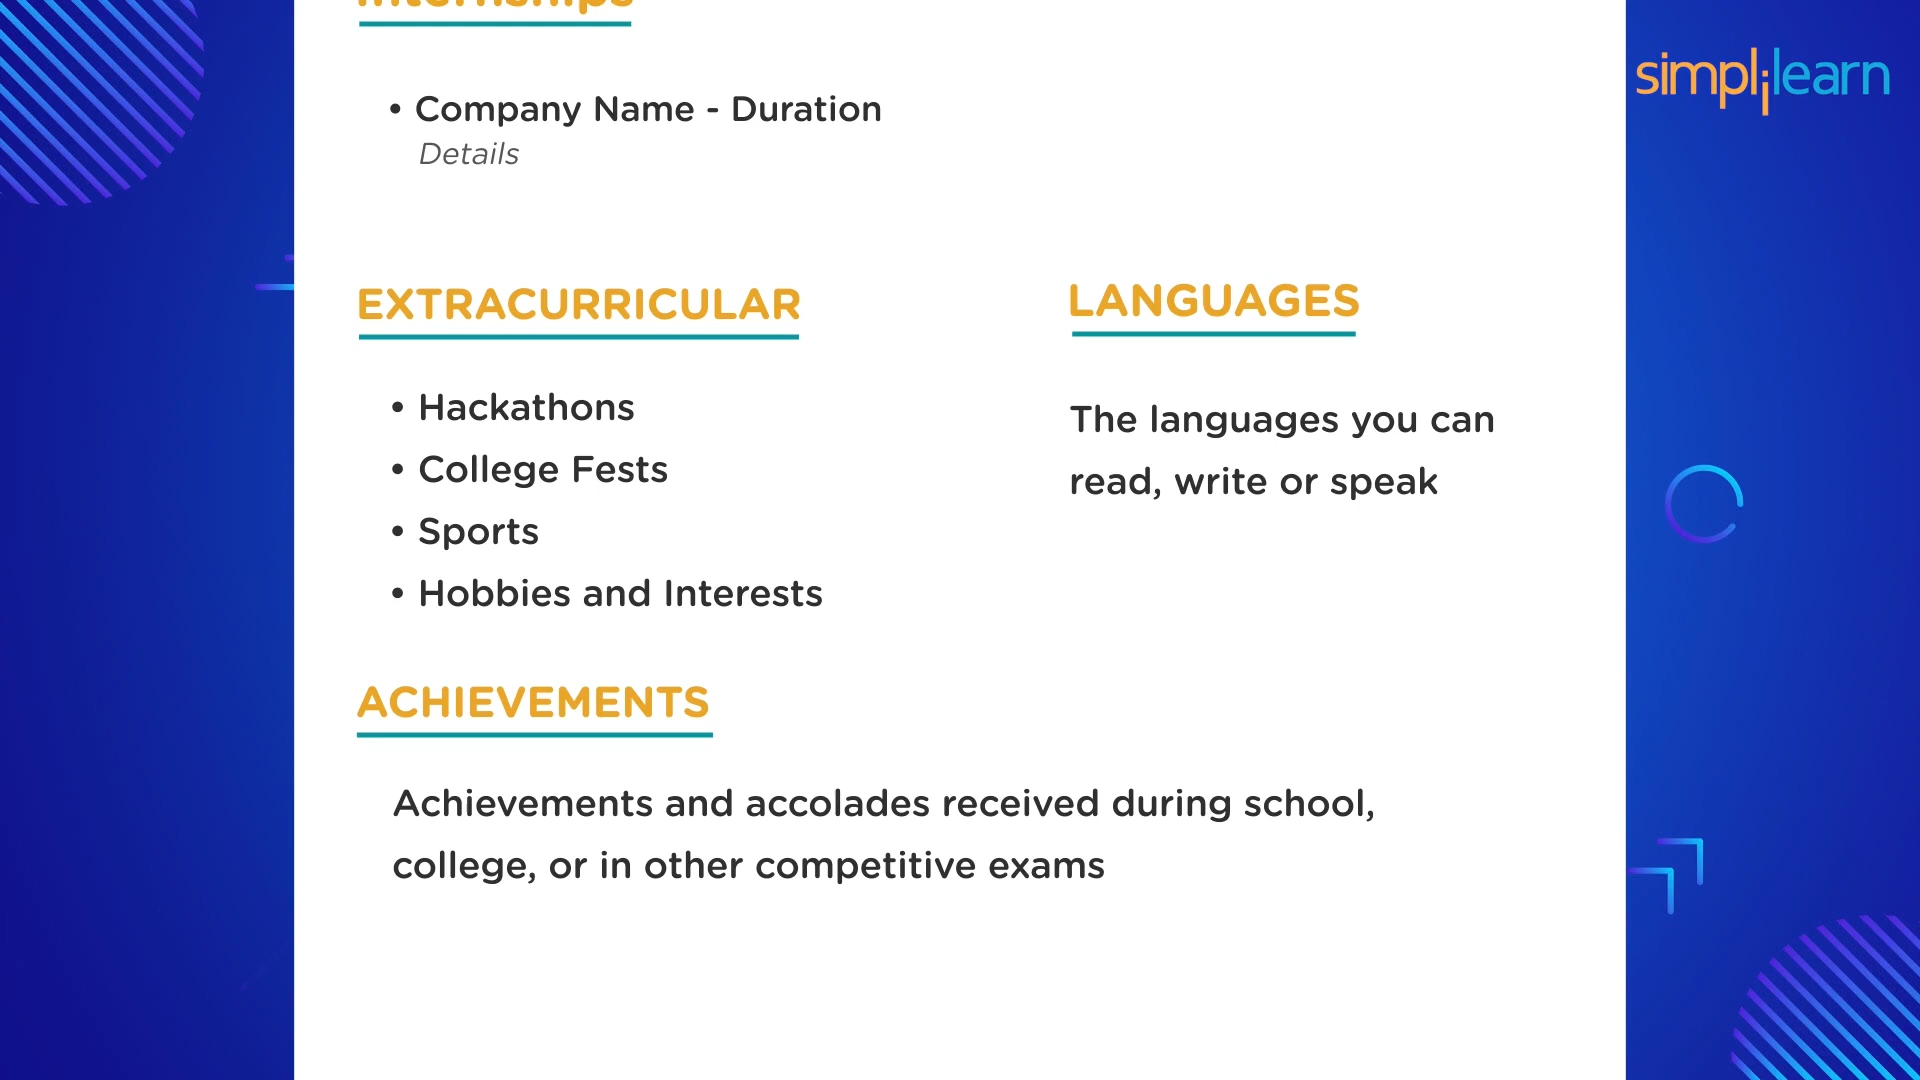 Internships
simplilearn
• Company Name - Duration
Details
EXTRACURRICULAR
• Hackathons
• College Fests
• Sports
• Hobbies and Interests
LANGUAGES
The languages you can
read, write or speak
ACHIEVEMENTS
Achievements and accolades received during school,
college, or in other competitive exams